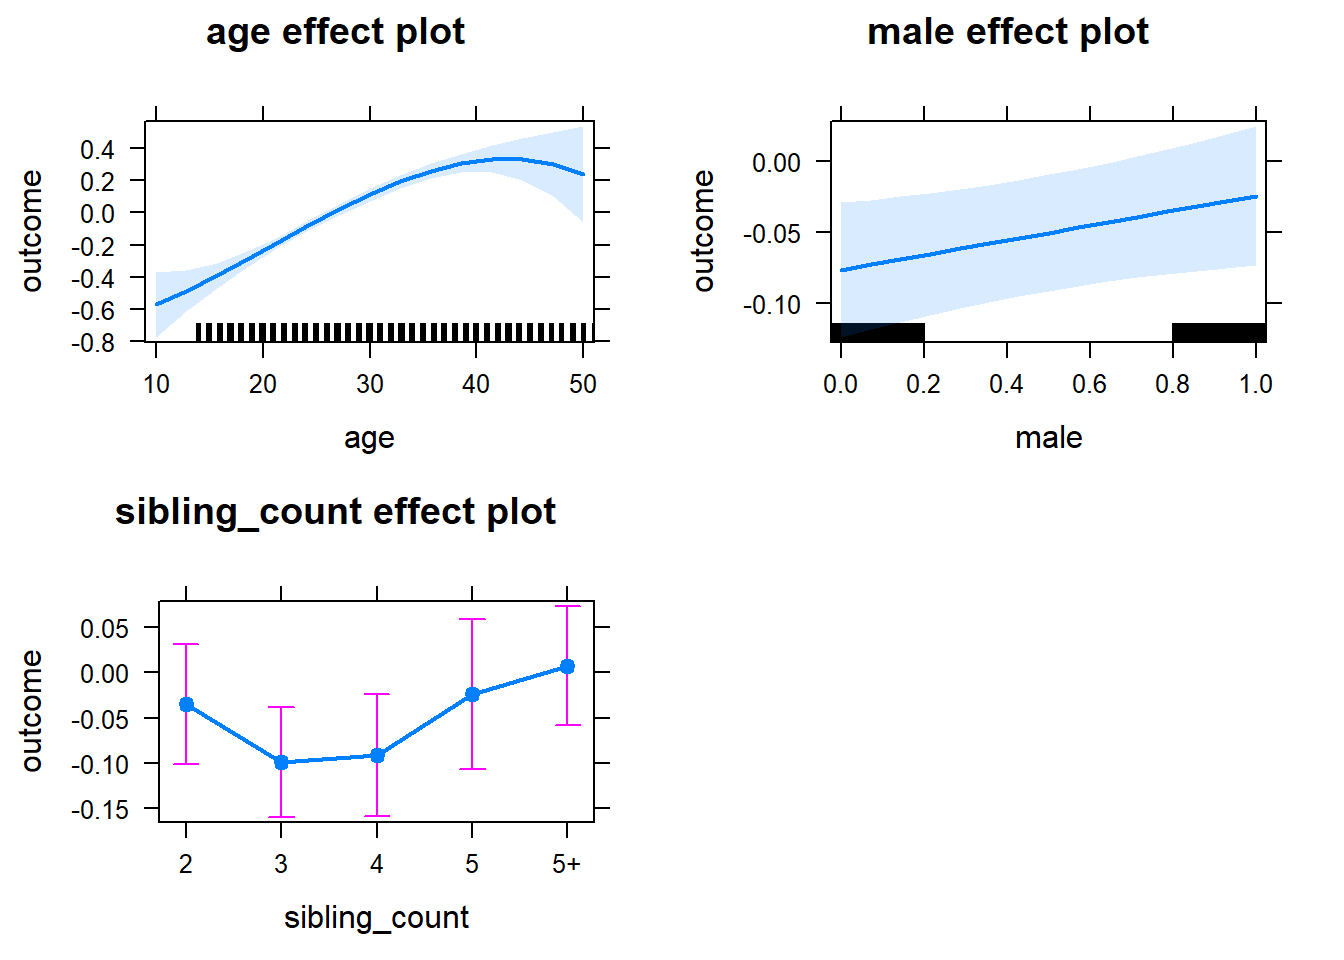 age effect plot
outcome
0.4
0.2
0.0
-0.2
-0.4
-0.6
-0.8
10 20 30 40 50
age
male effect plot
outcome
0.00
-0.05
-0.10
0.0 0.2 0.4 0.6 0.8 1.0
male
sibling_count effect plot
outcome
0.05
0.00
-0.05
-0.10
-0.15
2 3 4 5 5+
sibling_count